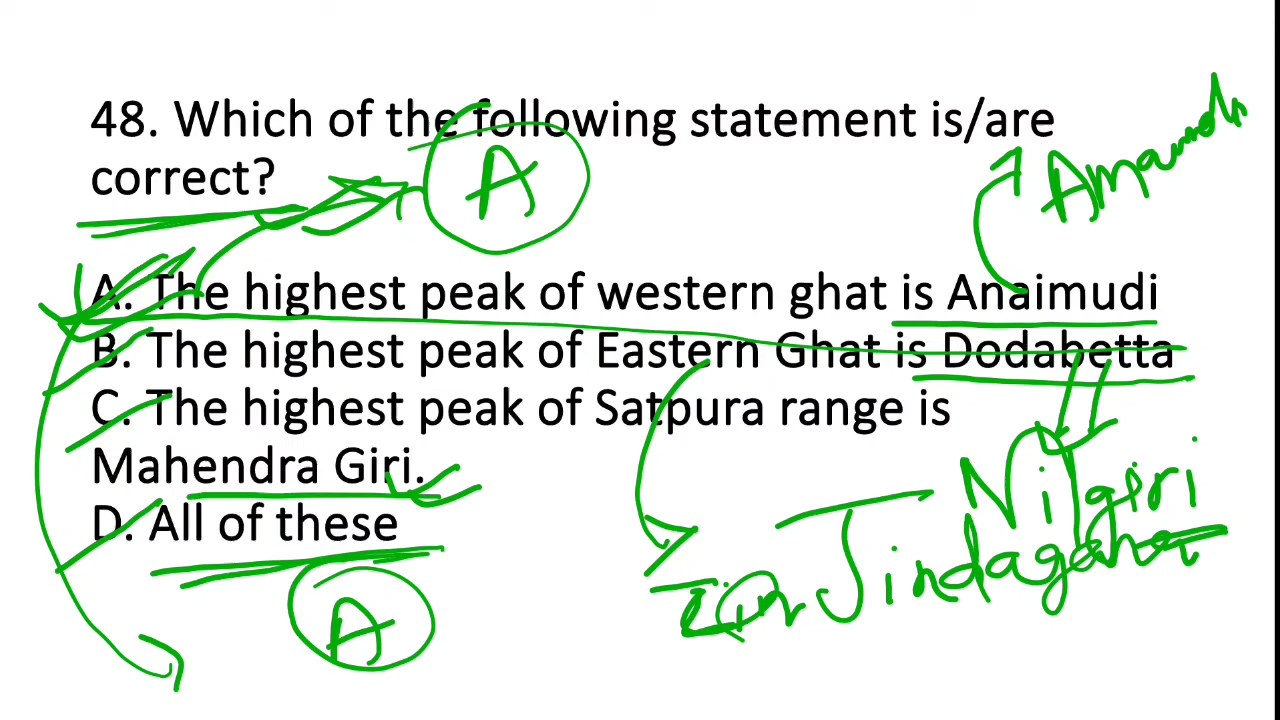 48. Which of the following statement is/are
correct?
A
A. The highest peak of western ghat is Anaimudi
B. The highest peak of Eastern Ghat is Dodabetta
C. The highest peak of Satpura range is
Mahendra Giri.
D. All of these
Nilgiri
A